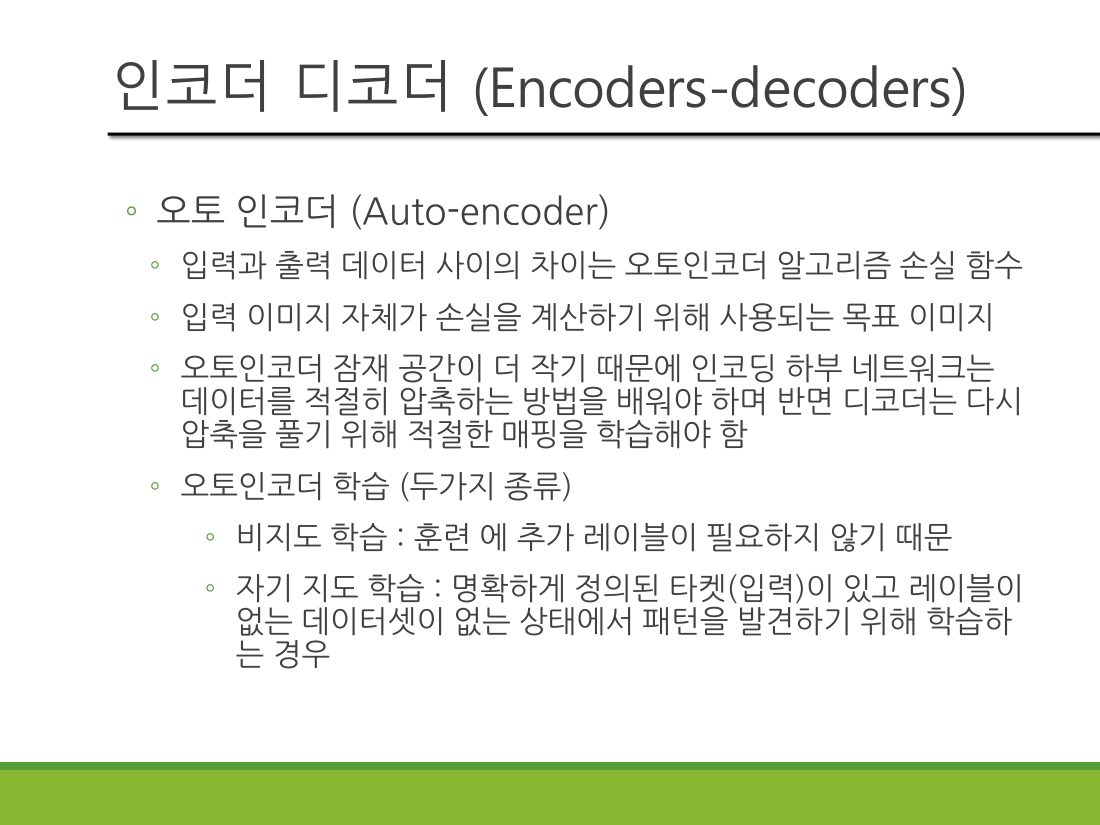 인코더 디코더 (Encoders-decoders)
◦ 오토 인코더 (Auto-encoder)
◦ 입력과 출력 데이터 사이의 차이는 오토인코더 알고리즘 손실 함수
◦ 입력 이미지 자체가 손실을 계산하기 위해 사용되는 목표 이미지
◦ 오토인코더 잠재 공간이 더 작기 때문에 인코딩 하부 네트워크는
데이터를 적절히 압축하는 방법을 배워야 하며 반면 디코더는 다시
압축을 풀기 위해 적절한 매핑을 학습해야 함
◦ 오토인코더 학습 (두가지 종류)
◦ 비지도 학습 : 훈련 에 추가 레이블이 필요하지 않기 때문
◦ 자기 지도 학습 : 명확하게 정의된 타켓(입력)이 있고 레이블이
없는 데이터셋이 없는 상태에서 패턴을 발견하기 위해 학습하
는 경우